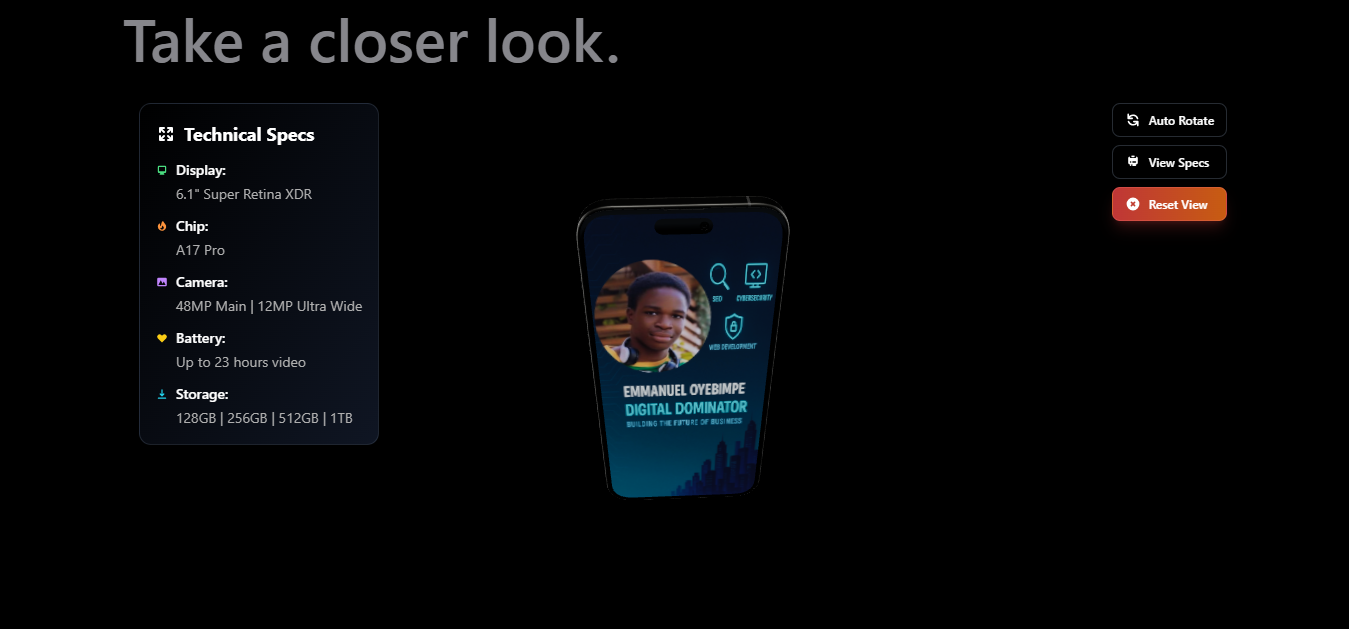 Take a closer look.
Technical Specs
Display:
6.1" Super Retina XDR
Chip:
A17 Pro
Camera:
48MP Main | 12MP Ultra Wide
Battery:
Up to 23 hours video
Storage:
128GB | 256GB | 512GB | 1TB
SEO
CYBERSECURITY
WEB DEVELOPMENT
EMMANUEL OYEBIMPE
DIGITAL DOMINATOR
BUILDING THE FUTURE OF BUSINESS
Auto Rotate
View Specs
Reset View